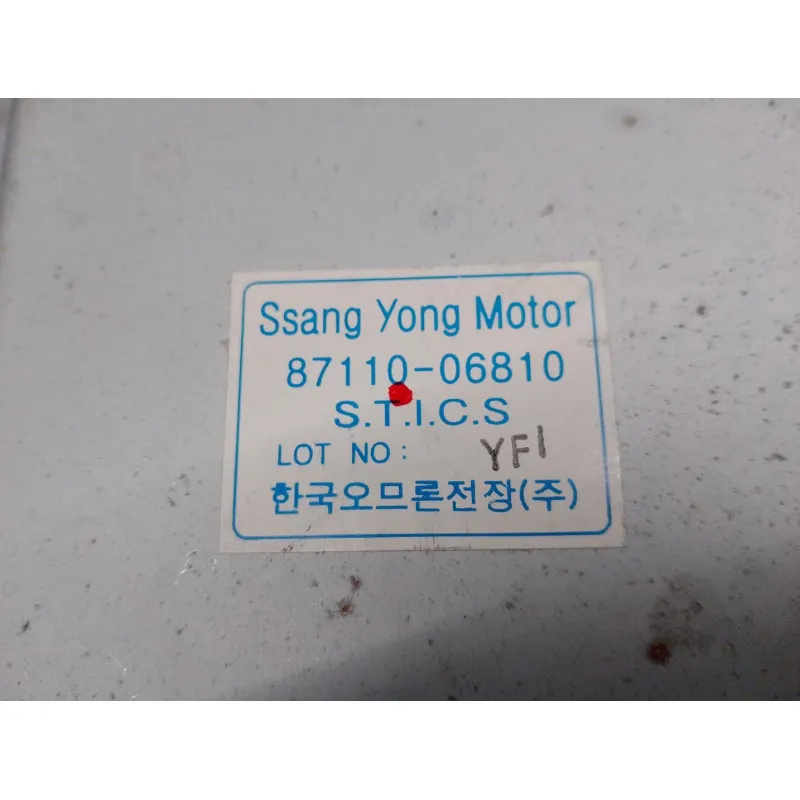 Ssang Yong Motor
87110-06810
S.T.I.C.S
LOT NO : YF1
한국오므론전장(주)